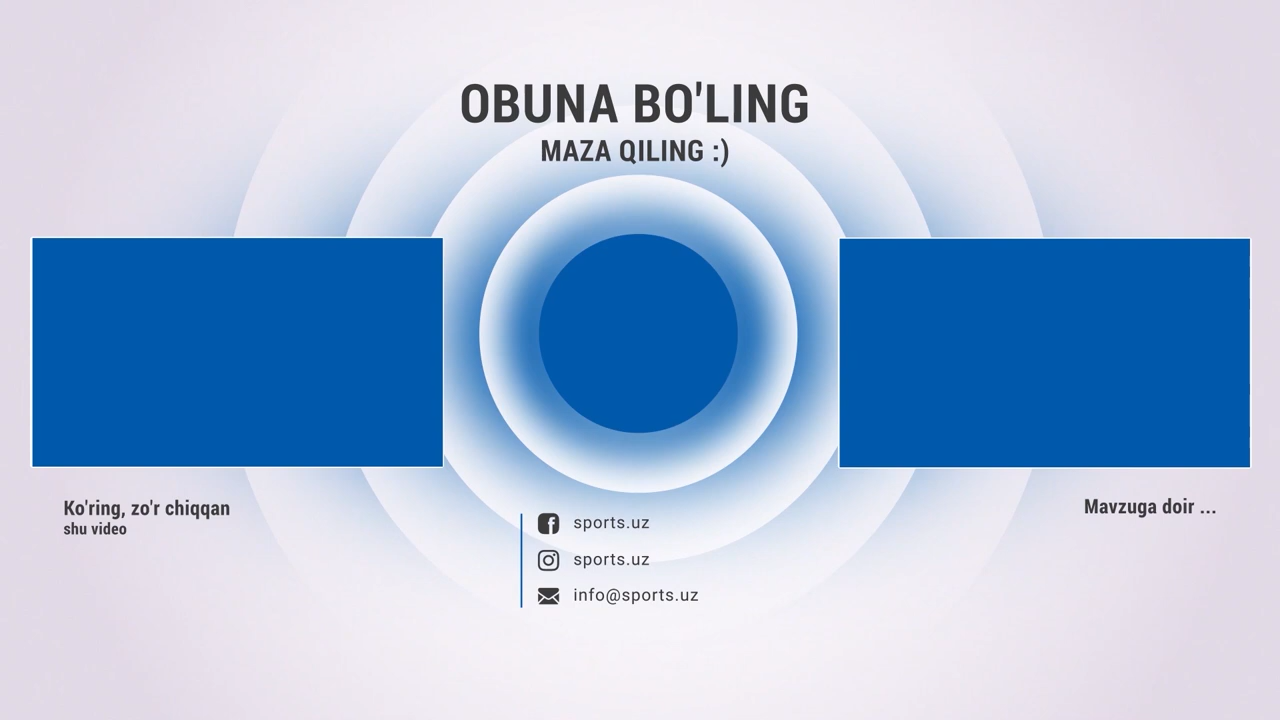 OBUNA BO'LING
MAZA QILING :)
Ko'ring, zo'r chiqqan
shu video
Mavzuga doir ...
sports.uz
sports.uz
info@sports.uz